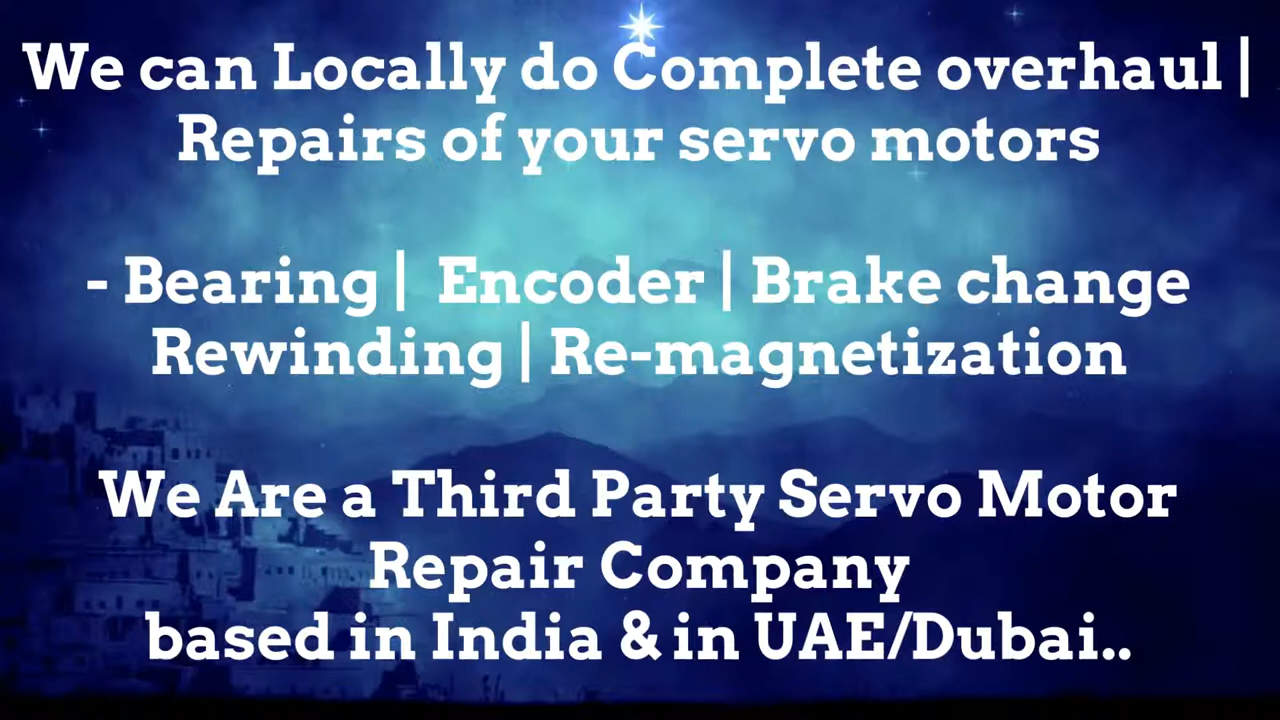 We can Locally do Complete overhaul |
Repairs of your servo motors
- Bearing | Encoder | Brake change
Rewinding | Re-magnetization
We Are a Third Party Servo Motor
Repair Company
based in India & in UAE/Dubai..